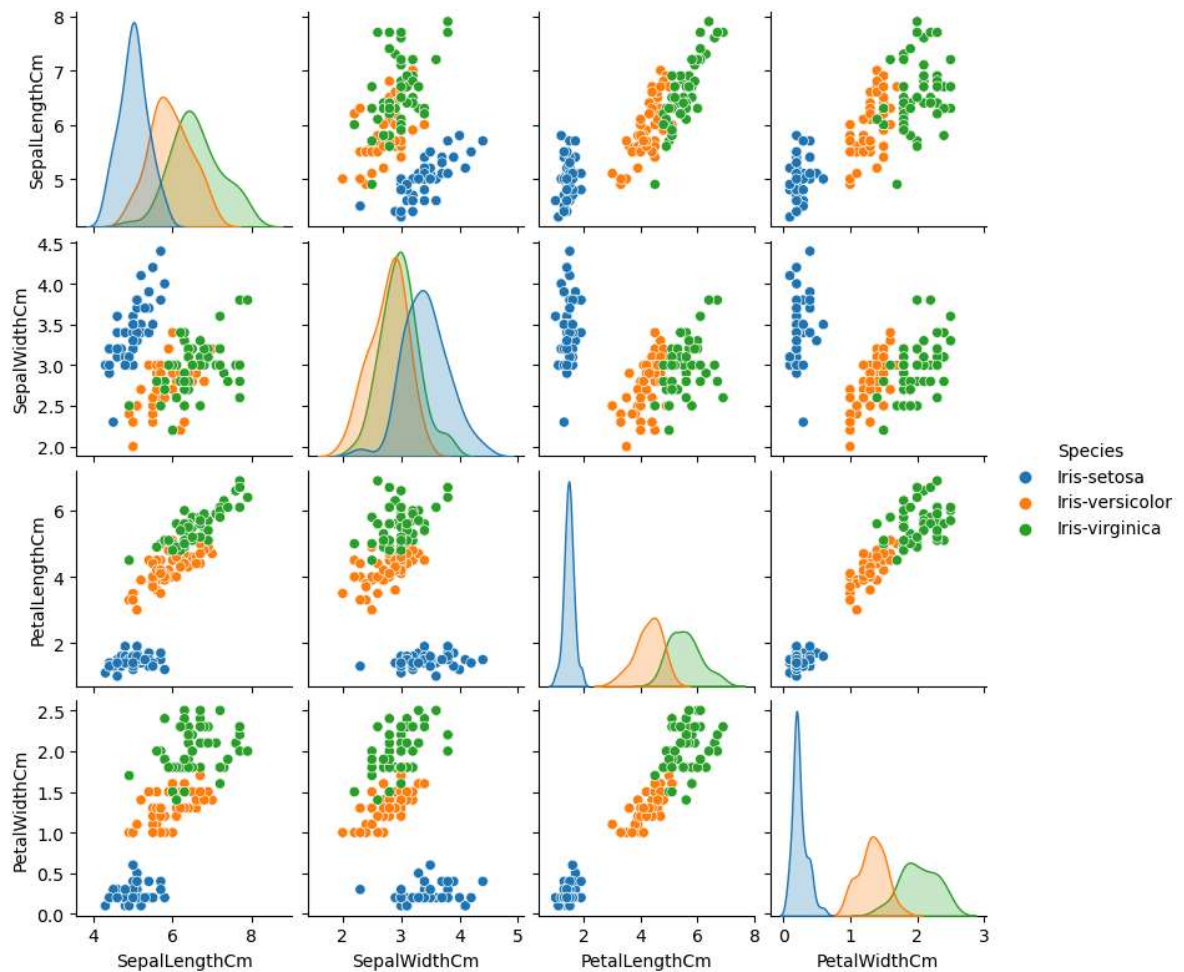 8
7
6
5
SepalLengthCm
4 6 8
4.5
4.0
3.5
3.0
2.5
2.0
SepalWidthCm
Species
Iris-setosa
Iris-versicolor
Iris-virginica
6
4
2
PetalLengthCm
2.5
2.0
1.5
1.0
0.5
0.0
PetalWidthCm
4 6 8
2 3 4 5
2 4 6
0 1 2 3
SepalLengthCm SepalWidthCm PetalLengthCm PetalWidthCm